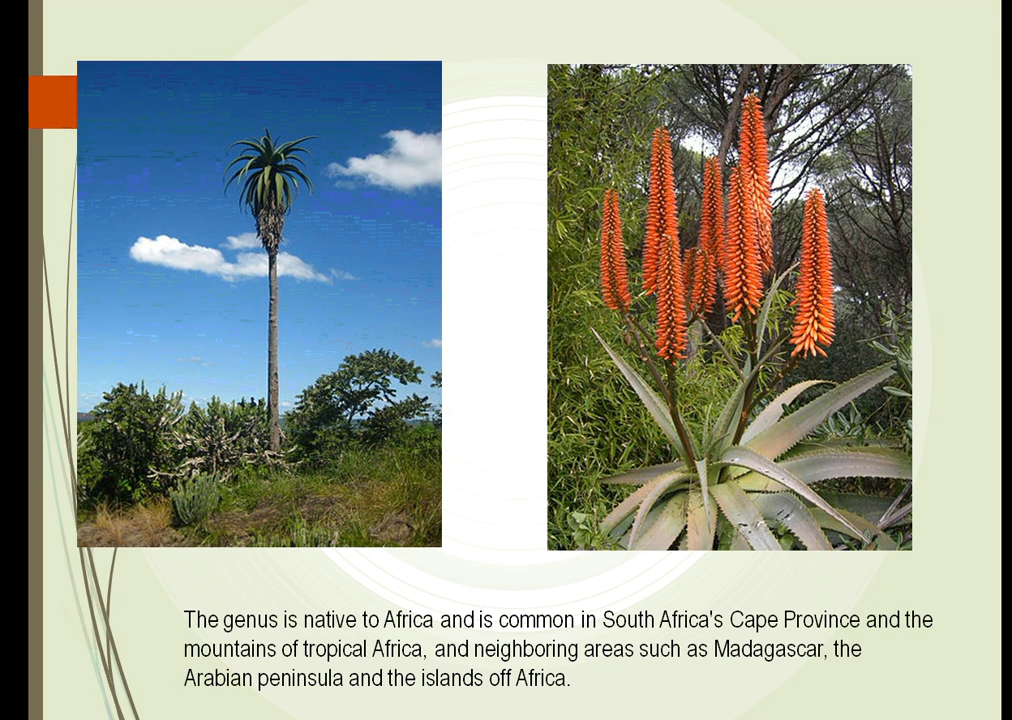 The genus is native to Africa and is common in South Africa's Cape Province and the
mountains of tropical Africa, and neighboring areas such as Madagascar, the
Arabian peninsula and the islands off Africa.